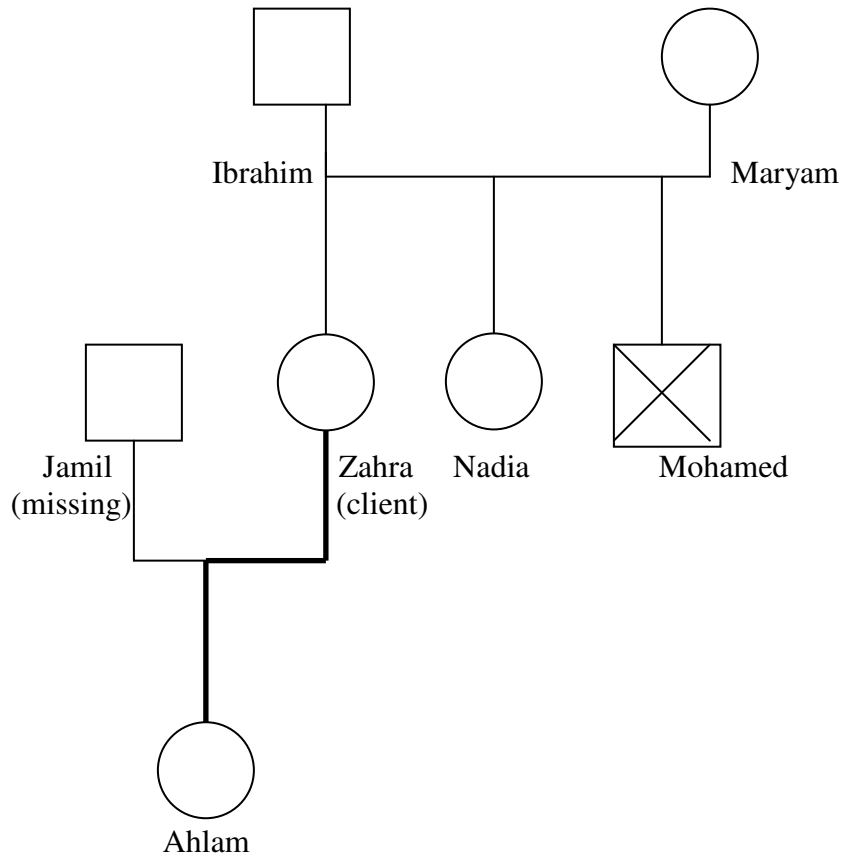 Ibrahim
Maryam
Jamil
(missing)
Zahra
(client)
Nadia
Mohamed
Ahlam